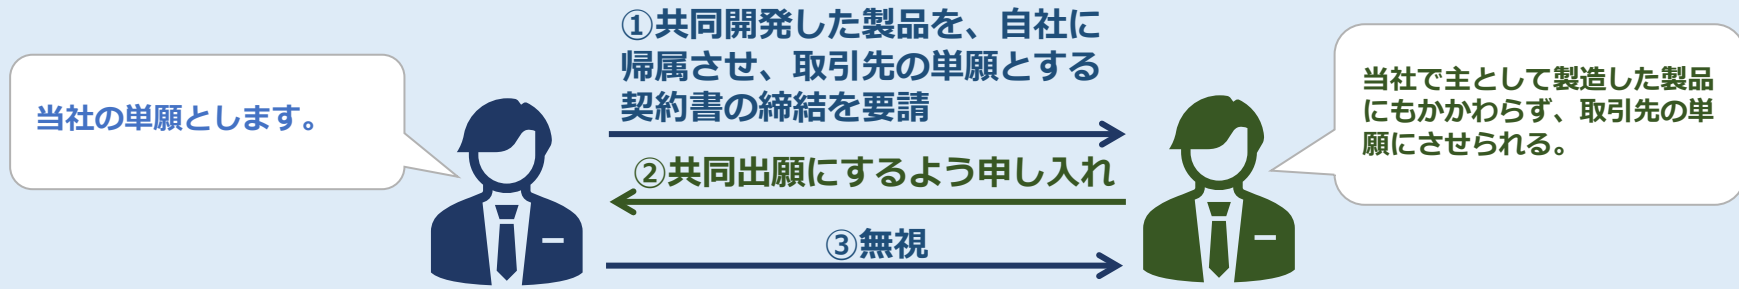 ①共同開発した製品を、自社に
帰属させ、取引先の単願とする
契約書の締結を要請
当社の単願とします。
当社で主として製造した製品
にもかかわらず、取引先の単
願にさせられる。
②共同出願にするよう申し入れ
③無視